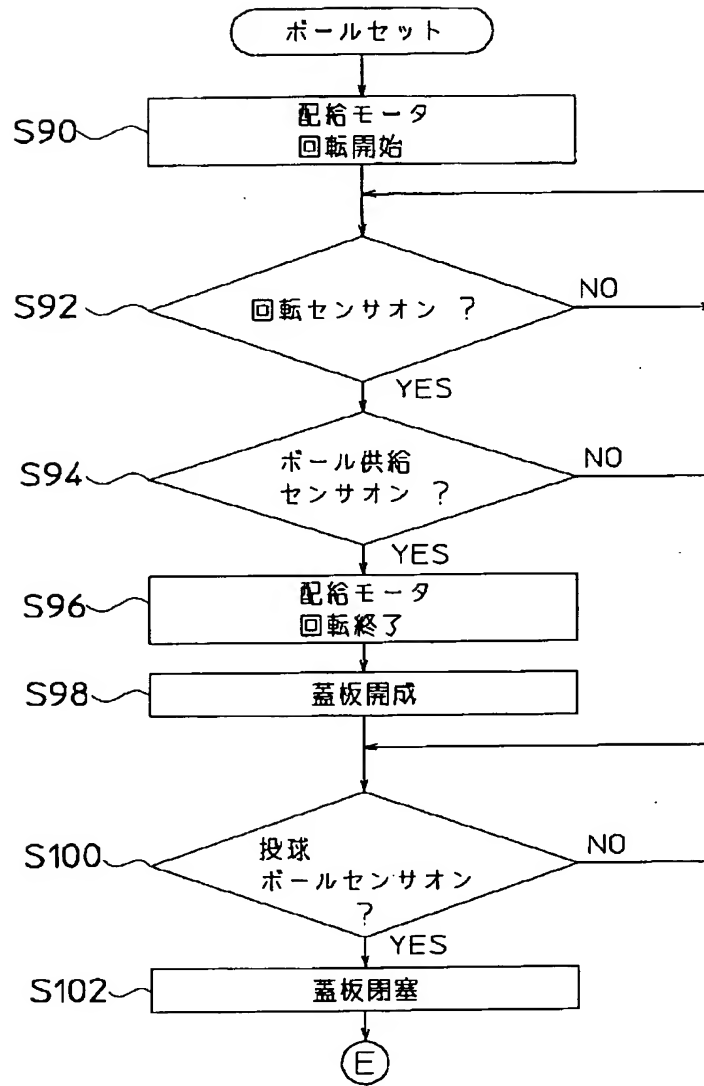 ボールセット
S90
配給モータ
回転開始
S92
回転センサオン ?
NO
YES
S94
ボール供給
センサオン ?
NO
YES
S96
配給モータ
回転終了
S98
蓋板開成
S100
投球
ボールセンサオン
?
NO
YES
S102
蓋板閉塞
E